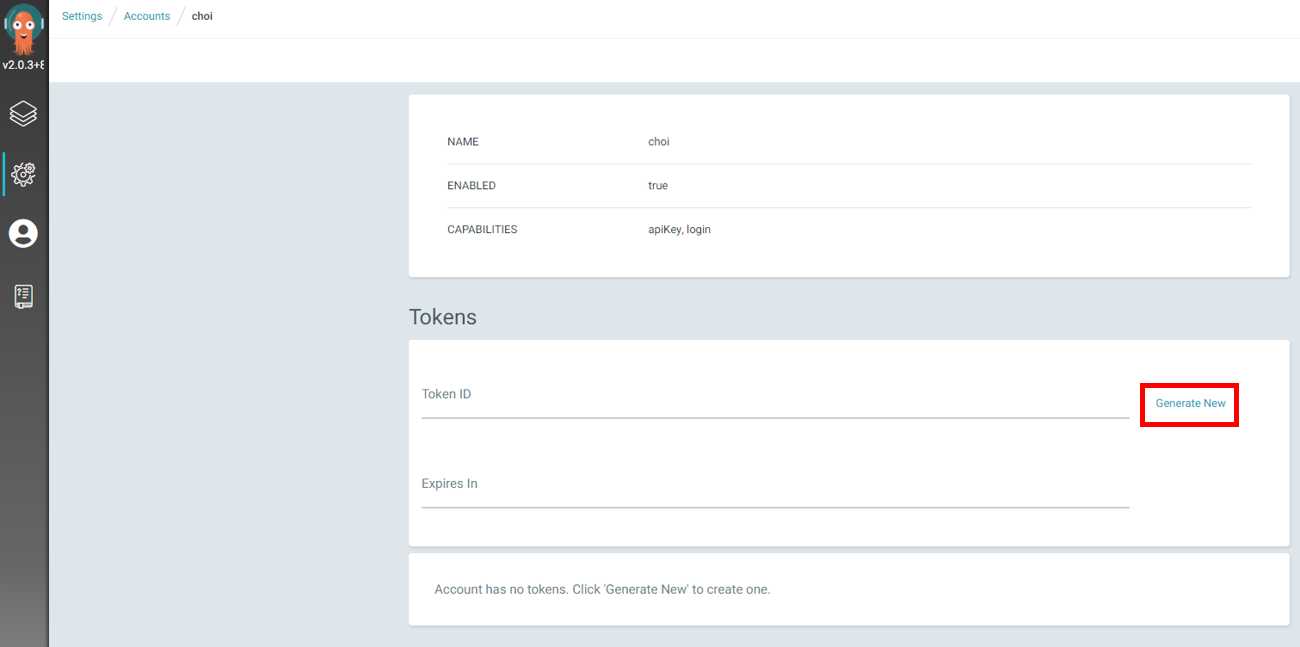 Settings / Accounts / choi
v2.0.3+8
NAME choi
ENABLED true
CAPABILITIES apiKey, login
Tokens
Token ID
Generate New
Expires In
Account has no tokens. Click 'Generate New' to create one.